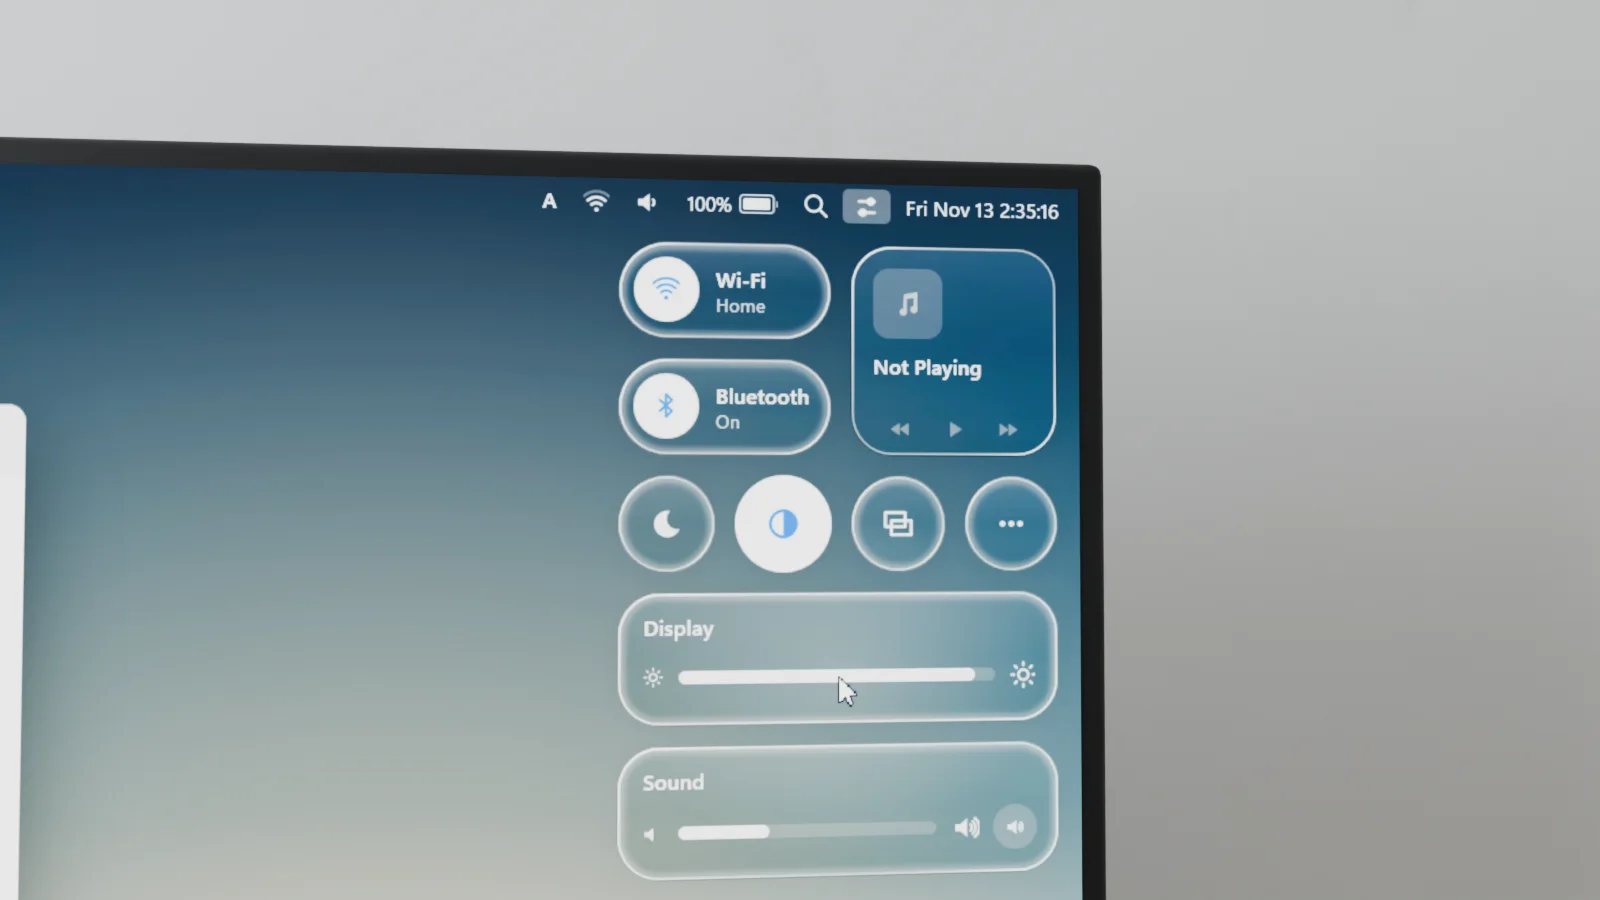 A 100% Fri Nov 13 2:35:16
Wi-Fi
Home
Not Playing
Bluetooth
On
Display
Sound